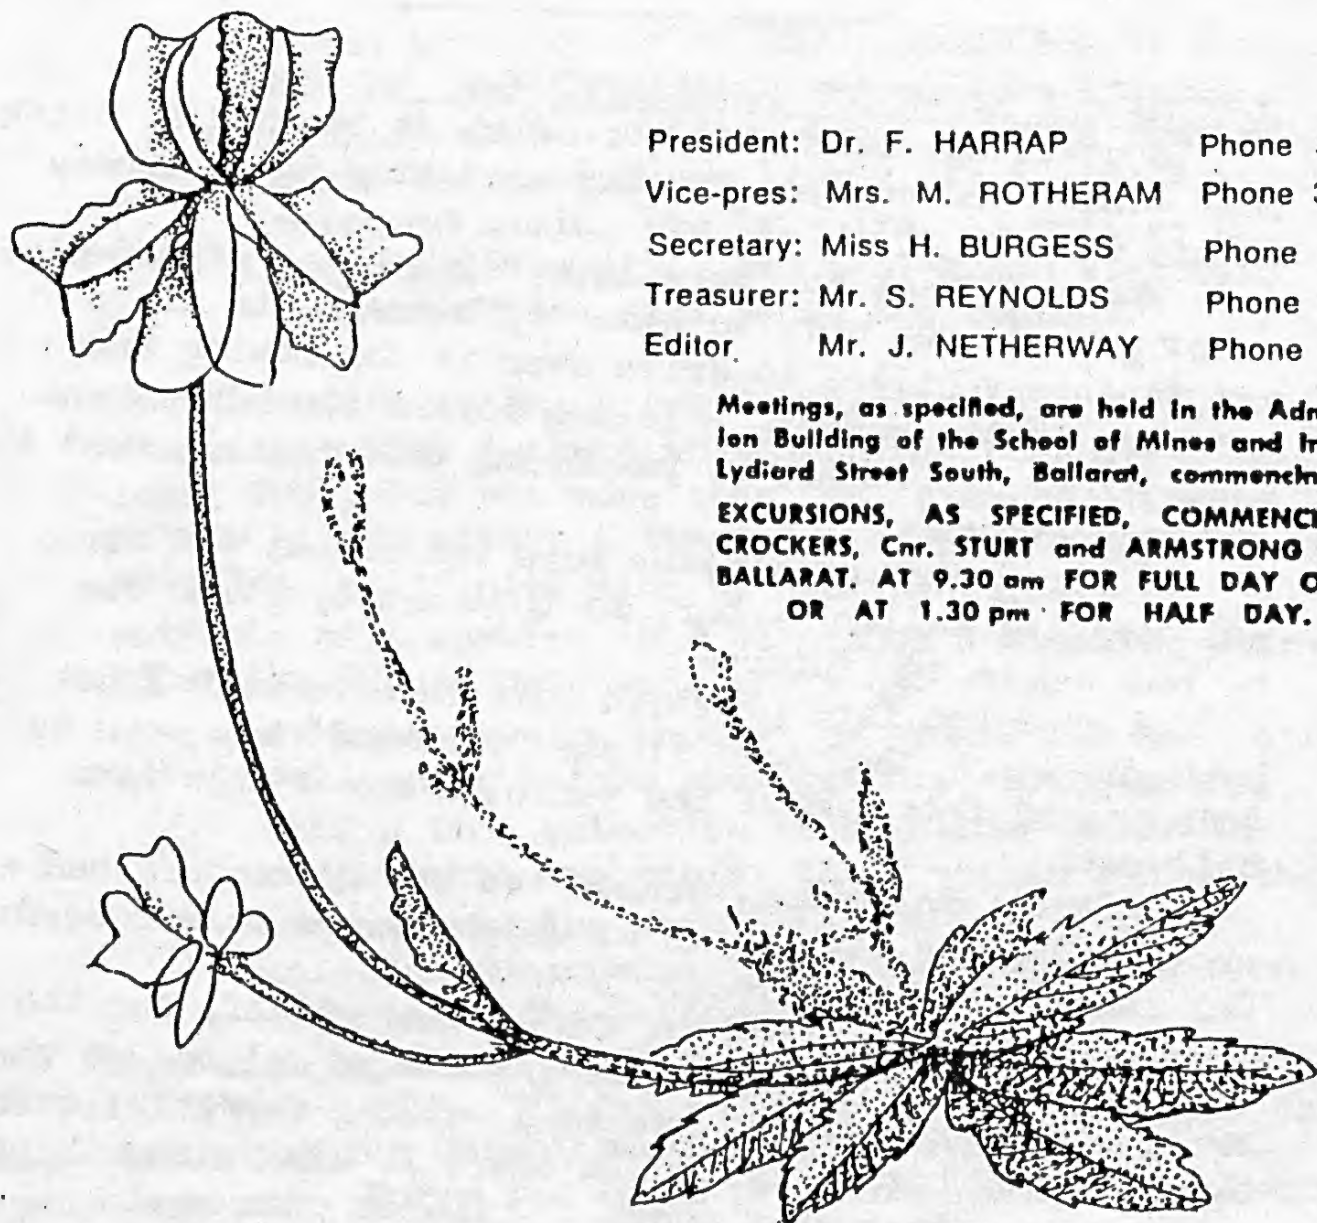 President: Dr. F. HARRAP Phone
Vice-pres: Mrs. M. ROTHERAM Phone
Secretary: Miss H. BURGESS Phone
Treasurer: Mr. S. REYNOLDS Phone
Editor. Mr. J. NETHERWAY Phone
Meetings, as specified, are held in the
ion Building of the School of Mines and
Lydiard Street South, Ballarat,
EXCURSIONS, AS SPECIFIED,
CROCKERS, Cnr. STURT and ARMSTRONG
BALLARAT. AT 9.30 am FOR FULL DAY
OR AT 1.30 pm FOR HALF DAY.